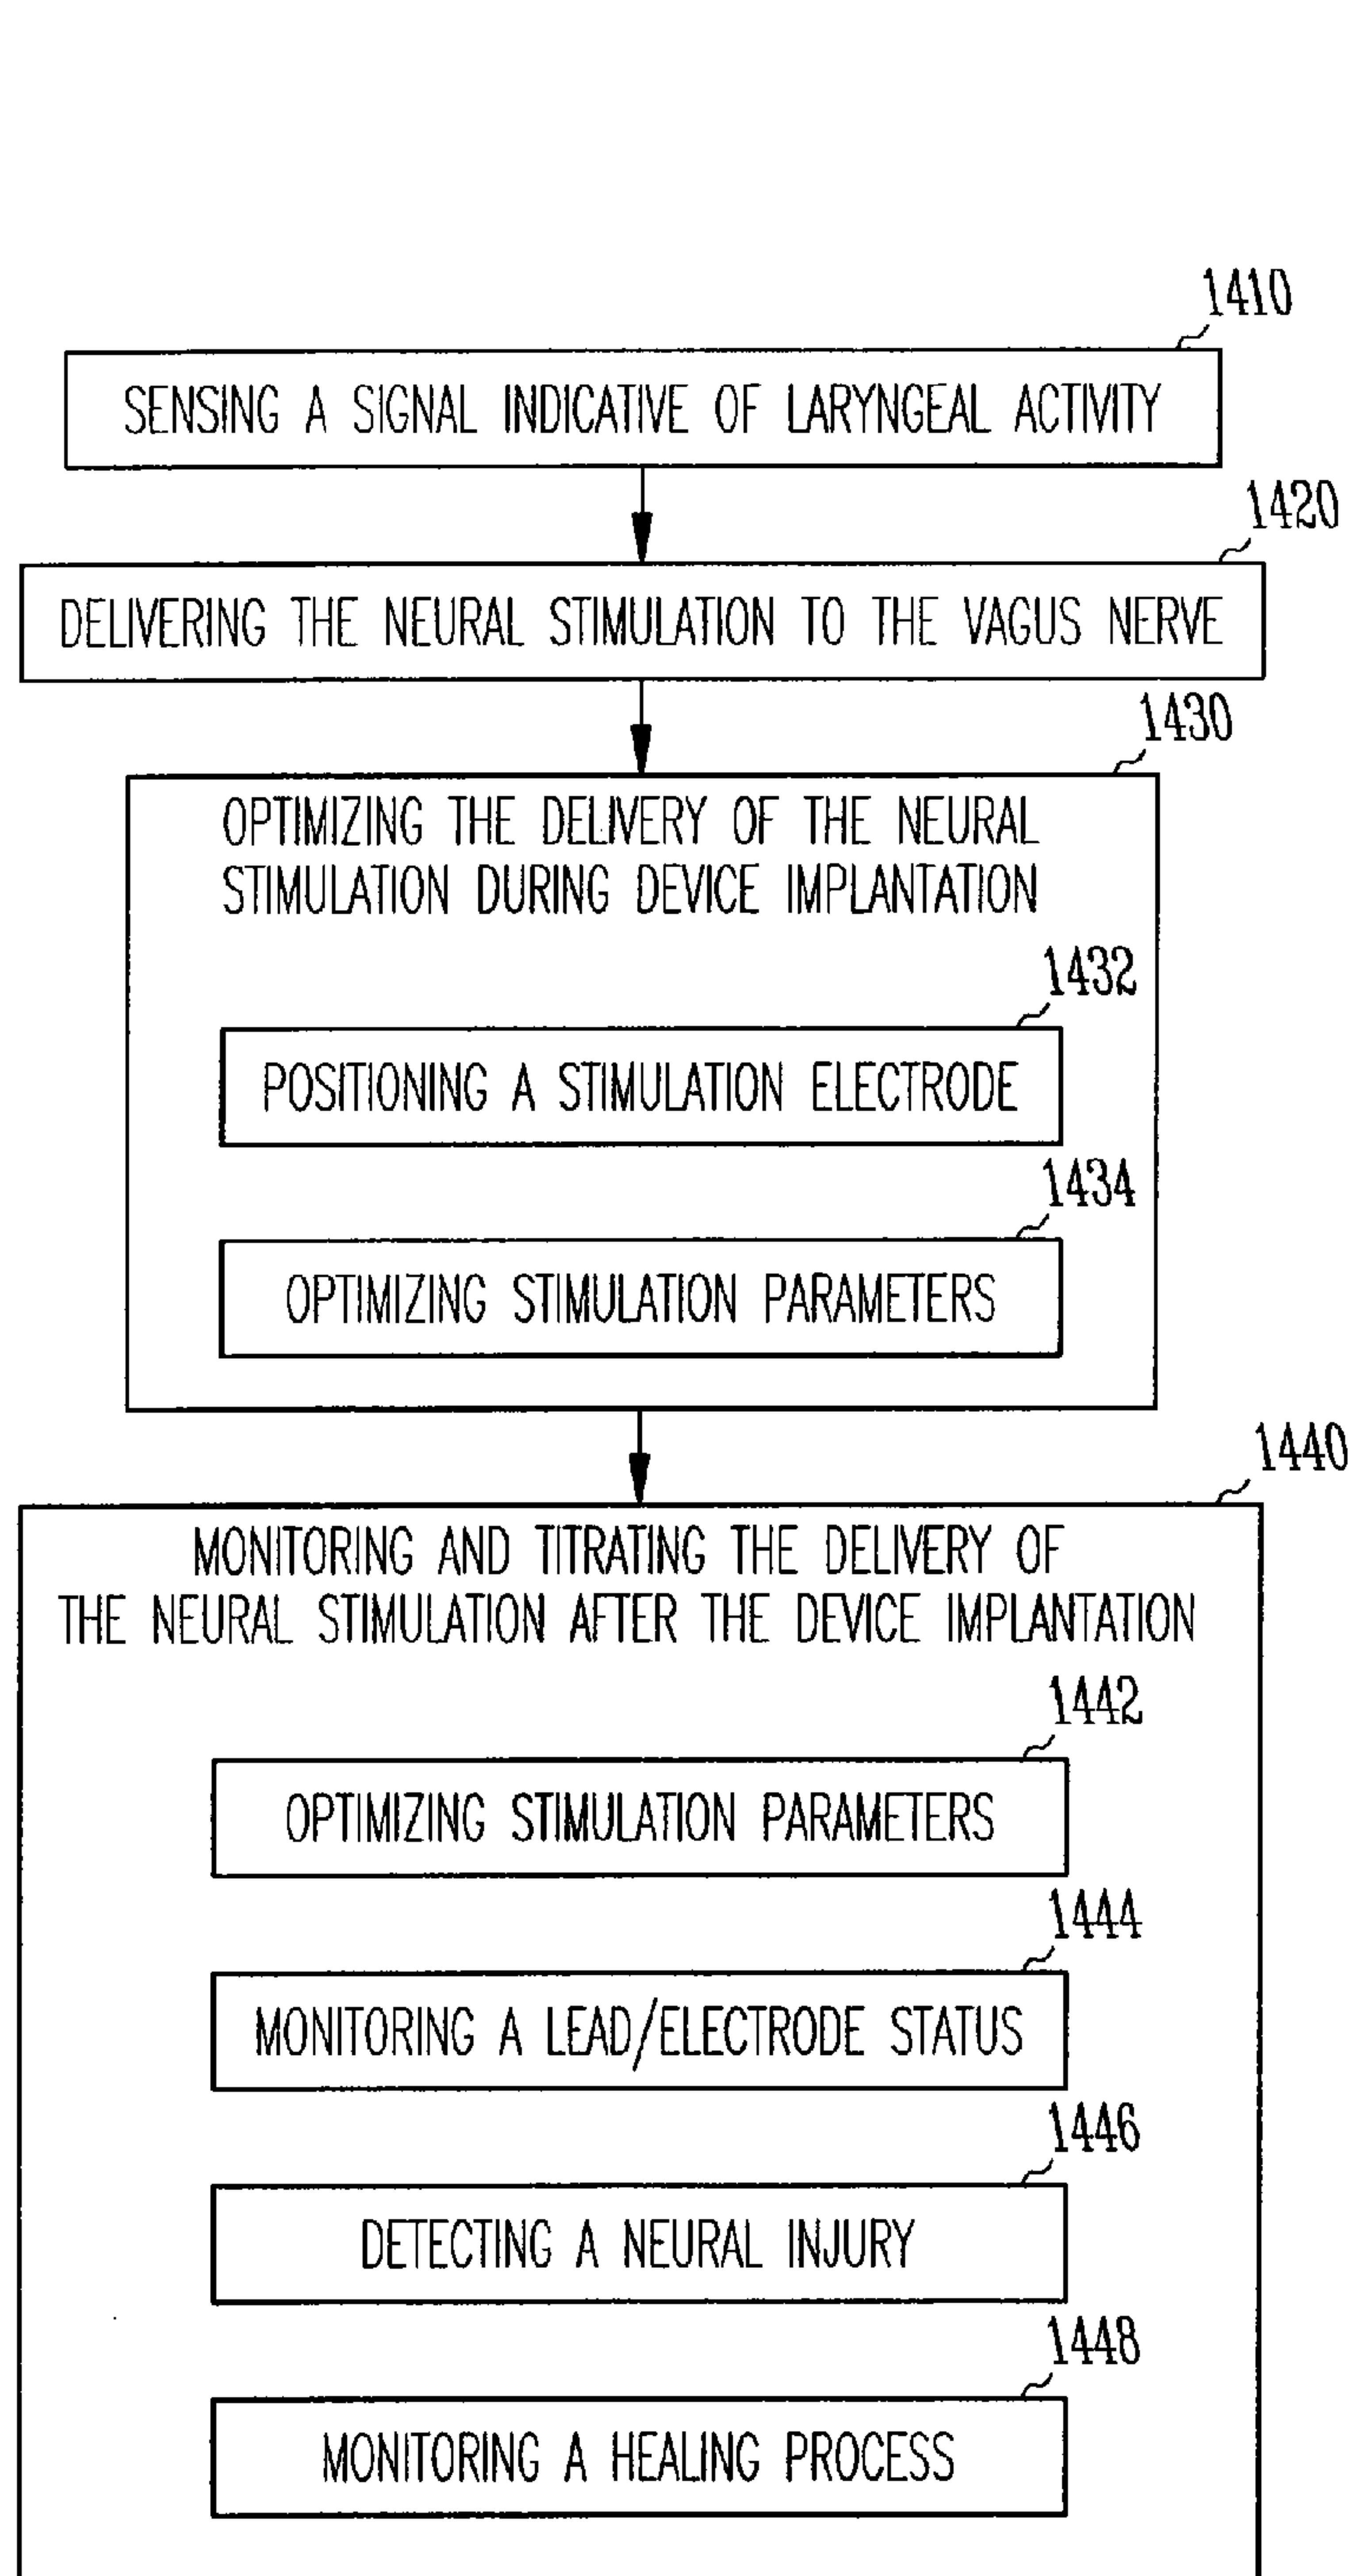 1410
SENSING A SIGNAL INDICATIVE OF LARYNGEAL ACTIVITY
1420
DELIVERING THE NEURAL STIMULATION TO THE VAGUS NERVE
1430
OPTIMIZING THE DELIVERY OF THE NEURAL
STIMULATION DURING DEVICE IMPLANTATION
1432
POSITIONING A STIMULATION ELECTRODE
1434
OPTIMIZING STIMULATION PARAMETERS
1440
MONITORING AND TITRATING THE DELIVERY OF
THE NEURAL STIMULATION AFTER THE DEVICE IMPLANTATION
1442
OPTIMIZING STIMULATION PARAMETERS
1444
MONITORING A LEAD/ELECTRODE STATUS
1446
DETECTING A NEURAL INJURY
1448
MONITORING A HEALING PROCESS